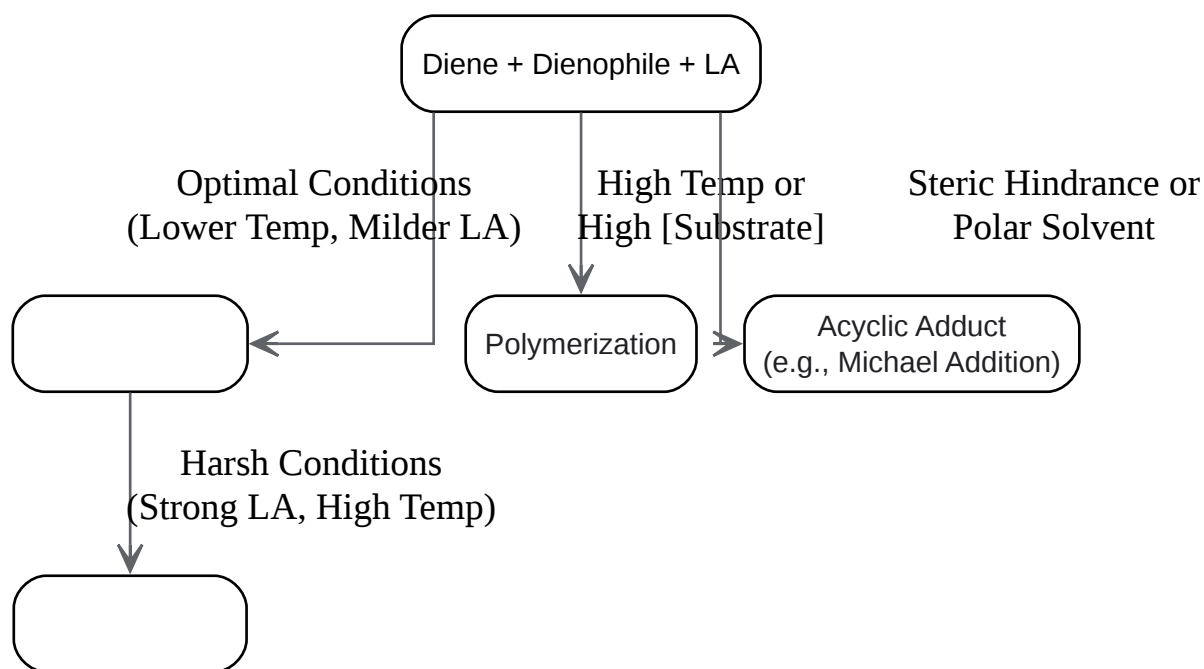 Diene + Dienophile + LA
Optimal Conditions
(Lower Temp, Milder LA)
High Temp or
High [Substrate]
Steric Hindrance or
Polar Solvent
Polymerization
Acyclic Adduct
(e.g., Michael Addition)
Harsh Conditions
(Strong LA, High Temp)